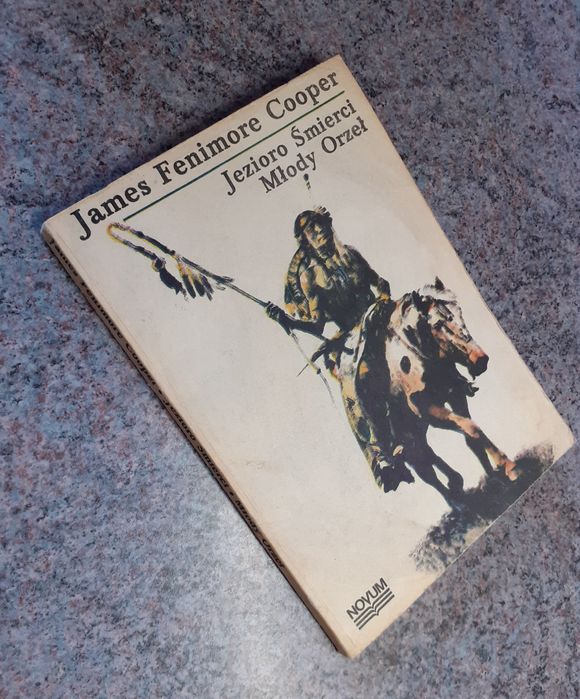 James Fenimore Cooper
Jezioro Śmierci
Młody Orzeł
NOVUM